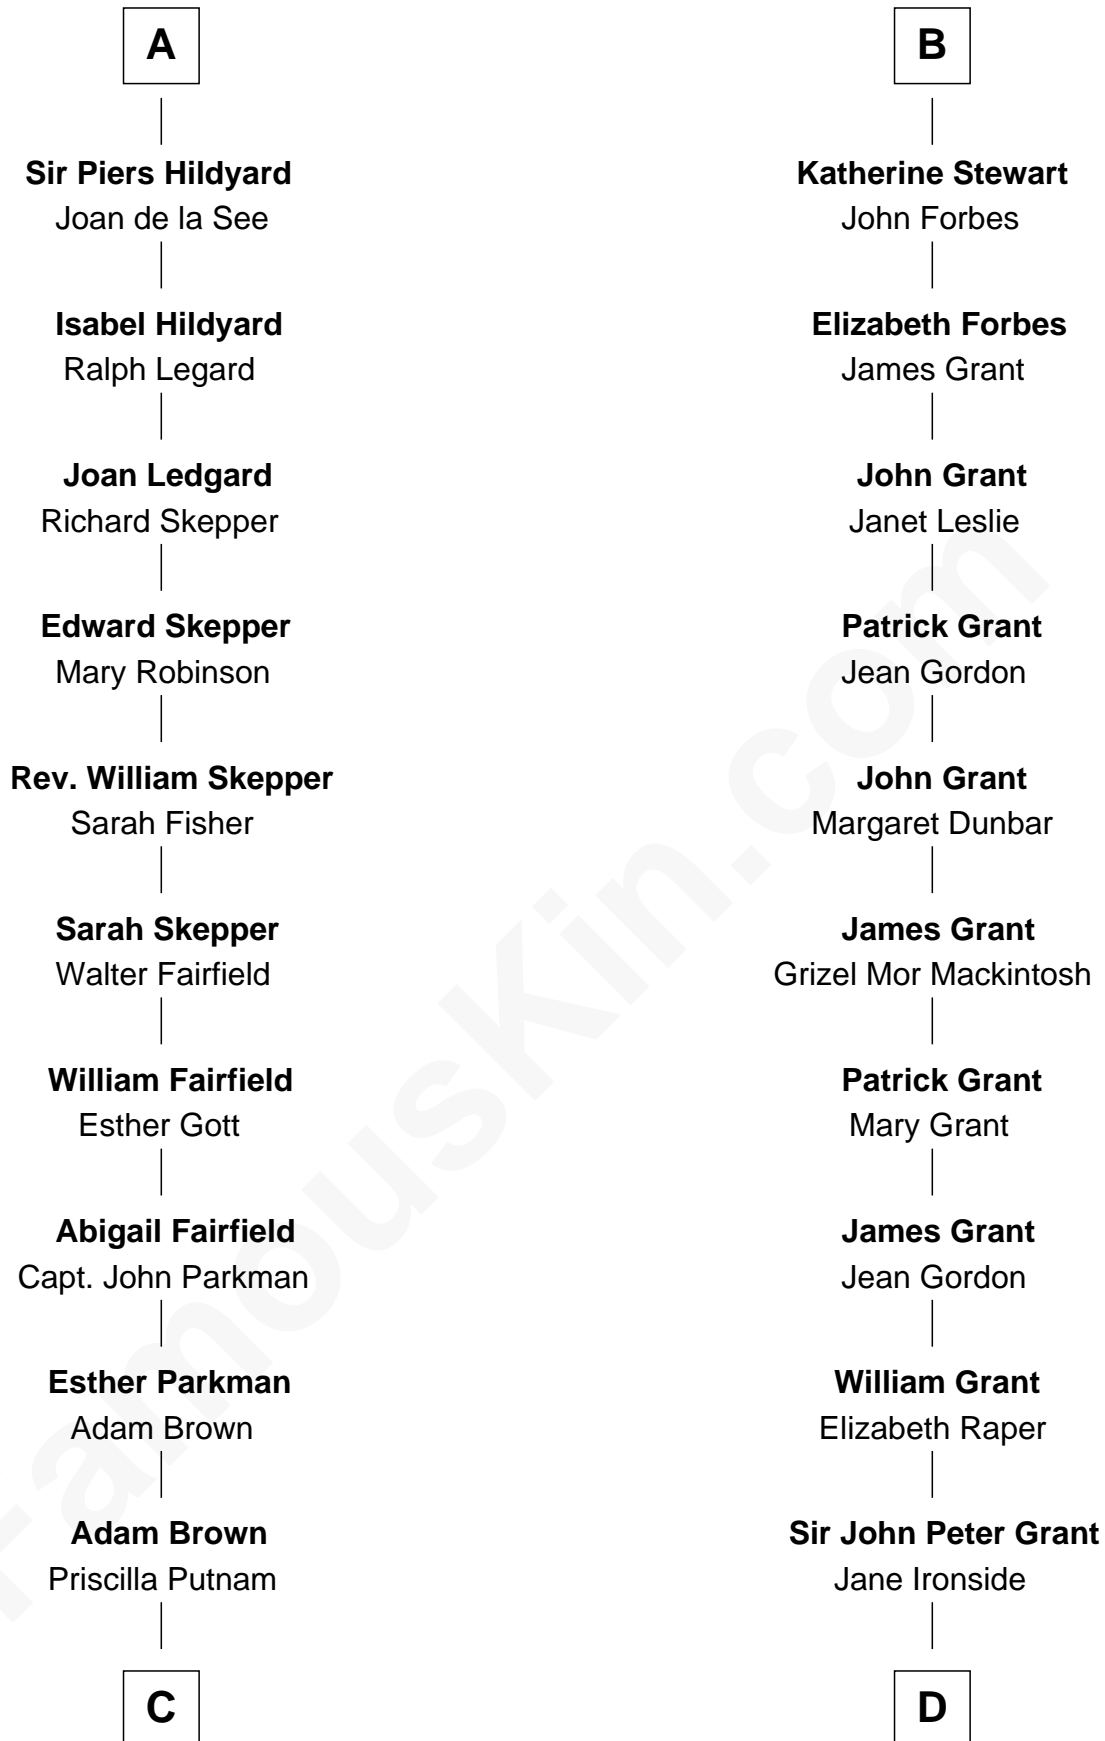 A
Sir Piers Hildyard
Joan de la See
Isabel Hildyard
Ralph Legard
Joan Ledgard
Richard Skepper
Edward Skepper
Mary Robinson
Rev. William Skepper
Sarah Fisher
Sarah Skepper
Walter Fairfield
William Fairfield
Esther Gott
Abigail Fairfield
Capt. John Parkman
Esther Parkman
Adam Brown
Adam Brown
Priscilla Putnam
C
B
Katherine Stewart
John Forbes
Elizabeth Forbes
James Grant
John Grant
Janet Leslie
Patrick Grant
Jean Gordon
John Grant
Margaret Dunbar
James Grant
Grizel Mor Mackintosh
Patrick Grant
Mary Grant
James Grant
Jean Gordon
William Grant
Elizabeth Raper
Sir John Peter Grant
Jane Ironside
D
FamousKin.com